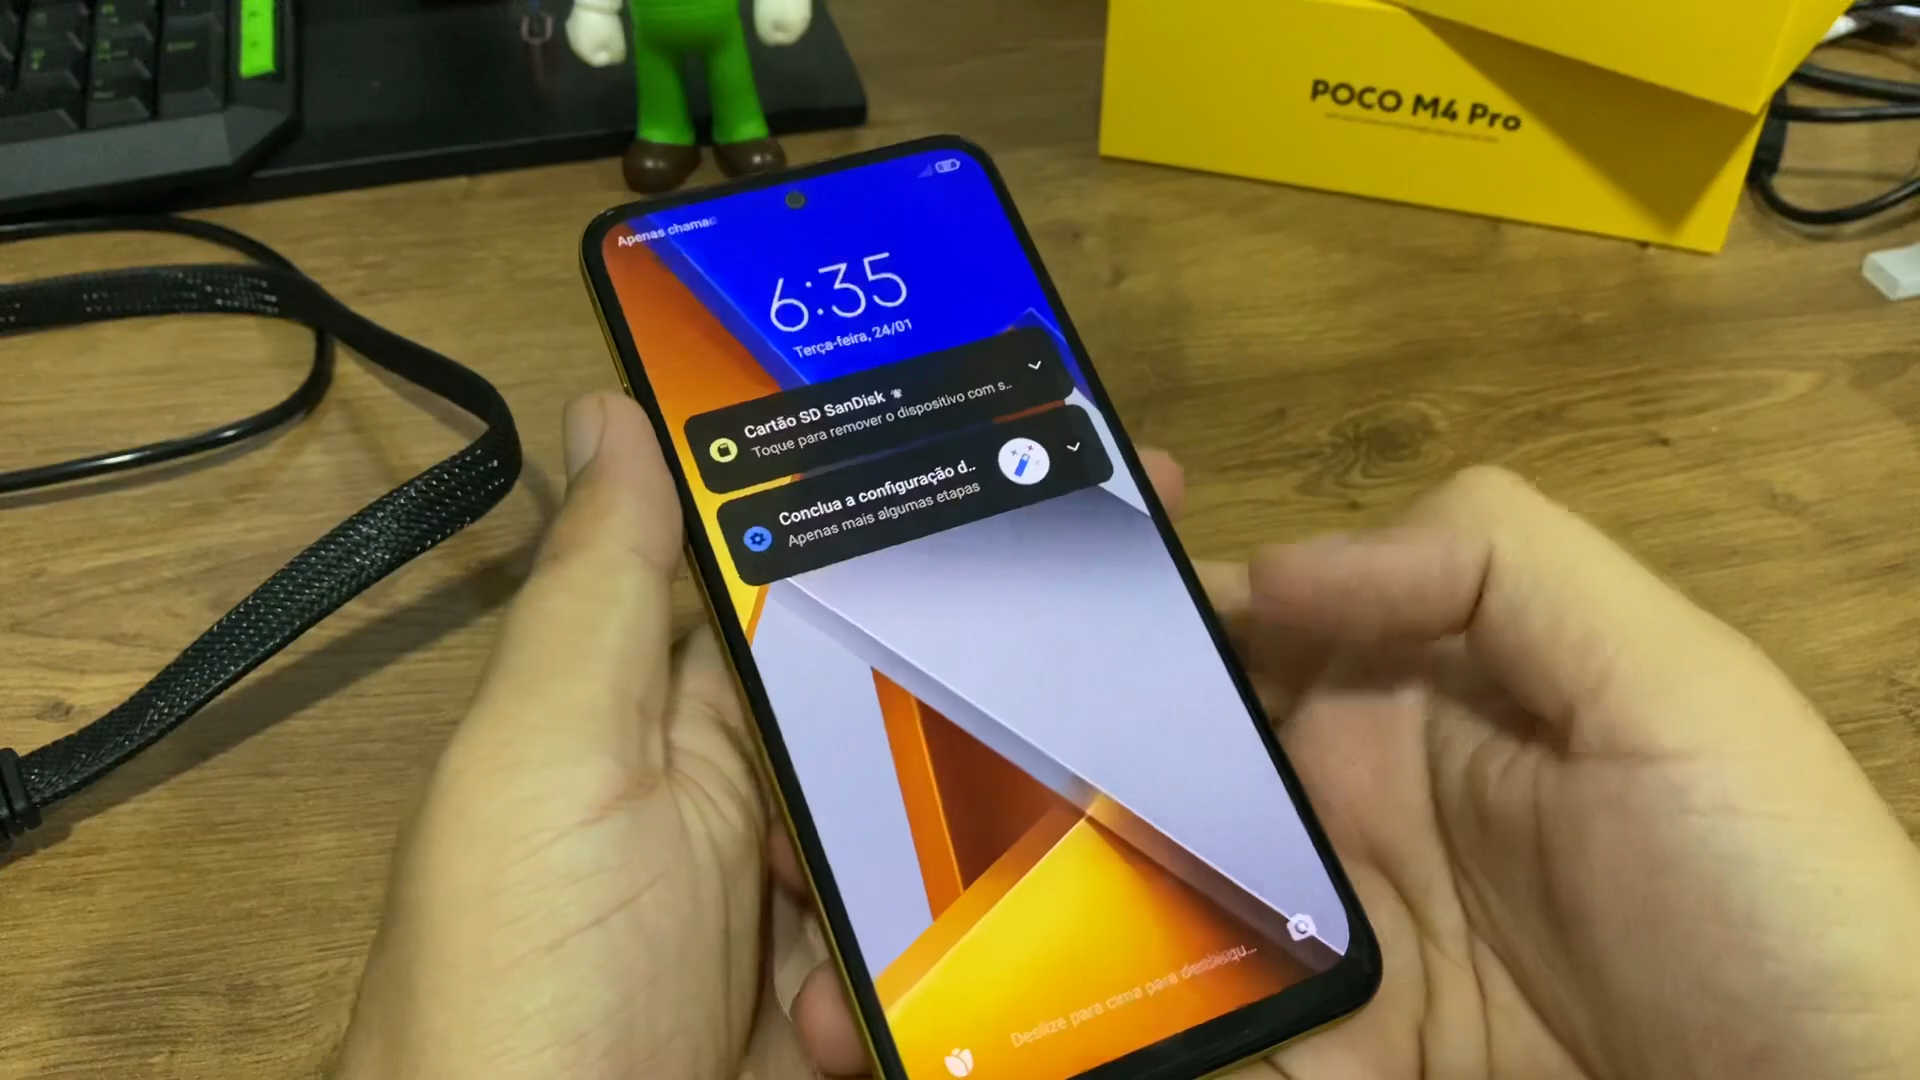 POCO M4 Pro
Apenas chamad
6:35
Terça-feira, 24/01
Cartão SD SanDisk
Toque para remover o dispositivo com s..
Conclua a configuração d..
Apenas mais algumas etapas
Deslize para cima para desbloqu...